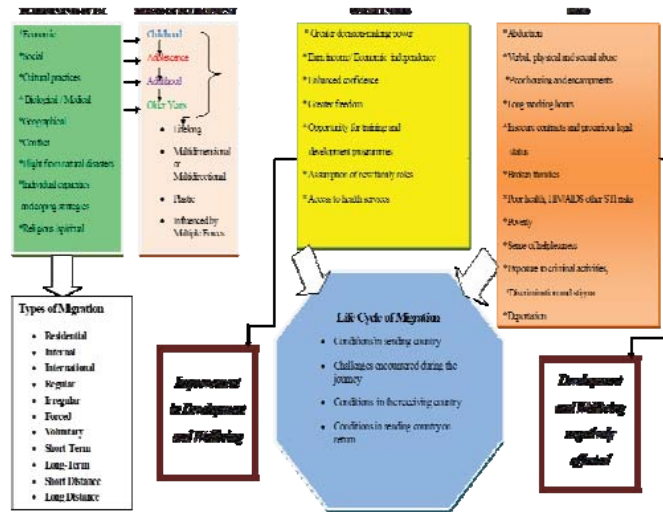 *Economic
*Social
*Cultural practices
*Biological / Medical
*Geographical
*Conflict
*Flight from natural disasters
*Individual capacities
and coping strategies
*Religious /spiritual
Childhood
Adolescence
Adulthood
Older Years
• Lifelong
• Multidimensional
or
Multidirectional
• Plastic
• Influenced by
Multiple Forces
* Greater decision-making power
*Earn income/ Economic independence
*Enhanced confidence
*Greater freedom
*Opportunity for training and
development programmes
*Assumption of new family roles
*Access to health services
*Abduction
*Verbal, physical and sexual abuse
*Poor housing and encampments
*Long working hours
*Insecure contracts and precarious legal
status
*Broken families
*Poor health, HIV/AIDS other STI risks
*Poverty
*Sense of helplessness
*Exposure to criminal activities,
*Discrimination and stigma
*Deportation
Types of Migration
• Residential
• Internal
• International
• Regular
• Irregular
• Forced
• Voluntary
• Short Term
• Long-Term
• Short Distance
• Long Distance
Improvement
in Development
and Wellbeing
Life Cycle of Migration
• Conditions in sending country
• Challenges encountered during the
journey
• Conditions in the receiving country
• Conditions in sending country on
return
Development
and Wellbeing
negatively
affected